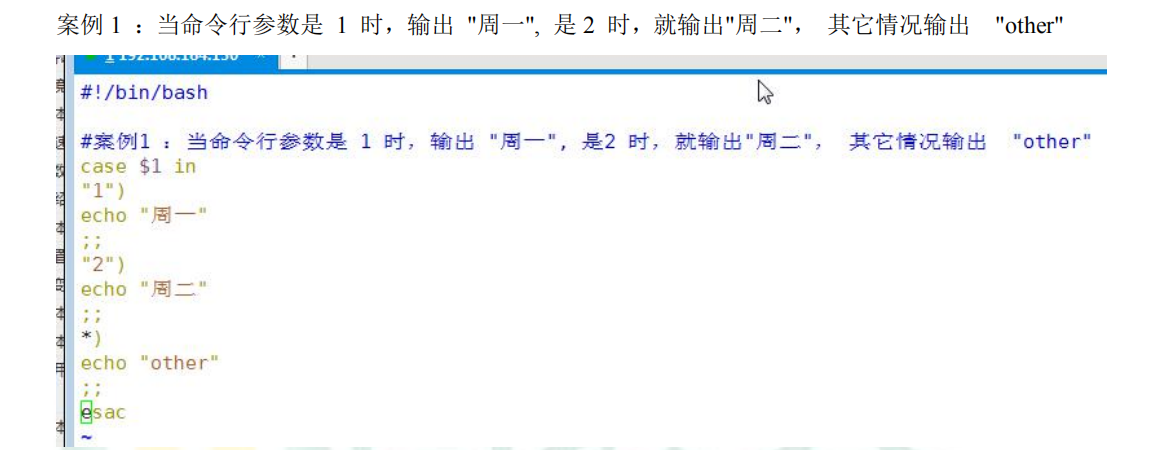 案例 1 ：当命令行参数是 1 时，输出 "周一", 是 2 时，就输出"周二"， 其它情况输出 "other"
1 192.168.184.130
#!/bin/bash
#案例1 ：当命令行参数是 1 时，输出 "周一", 是2 时，就输出"周二"， 其它情况输出 "other"
case $1 in
"1")
echo "周一"
;;
"2")
echo "周二"
;;
*)
echo "other"
;;
esac
~